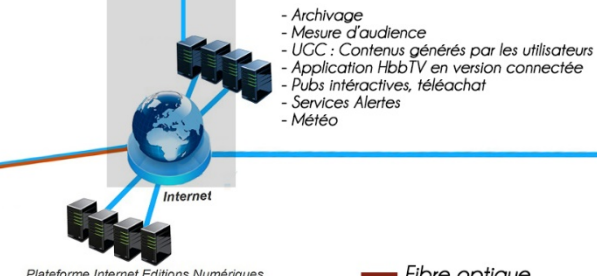 - Archivage
- Mesure d'audience
- UGC : Contenus générés par les utilisateurs
- Application HbbTV en version connectée
- Pubs intéractives, téléachat
- Services Alertes
- Météo
Internet
Plateforme Internet Editions Numériques
Fibre optique